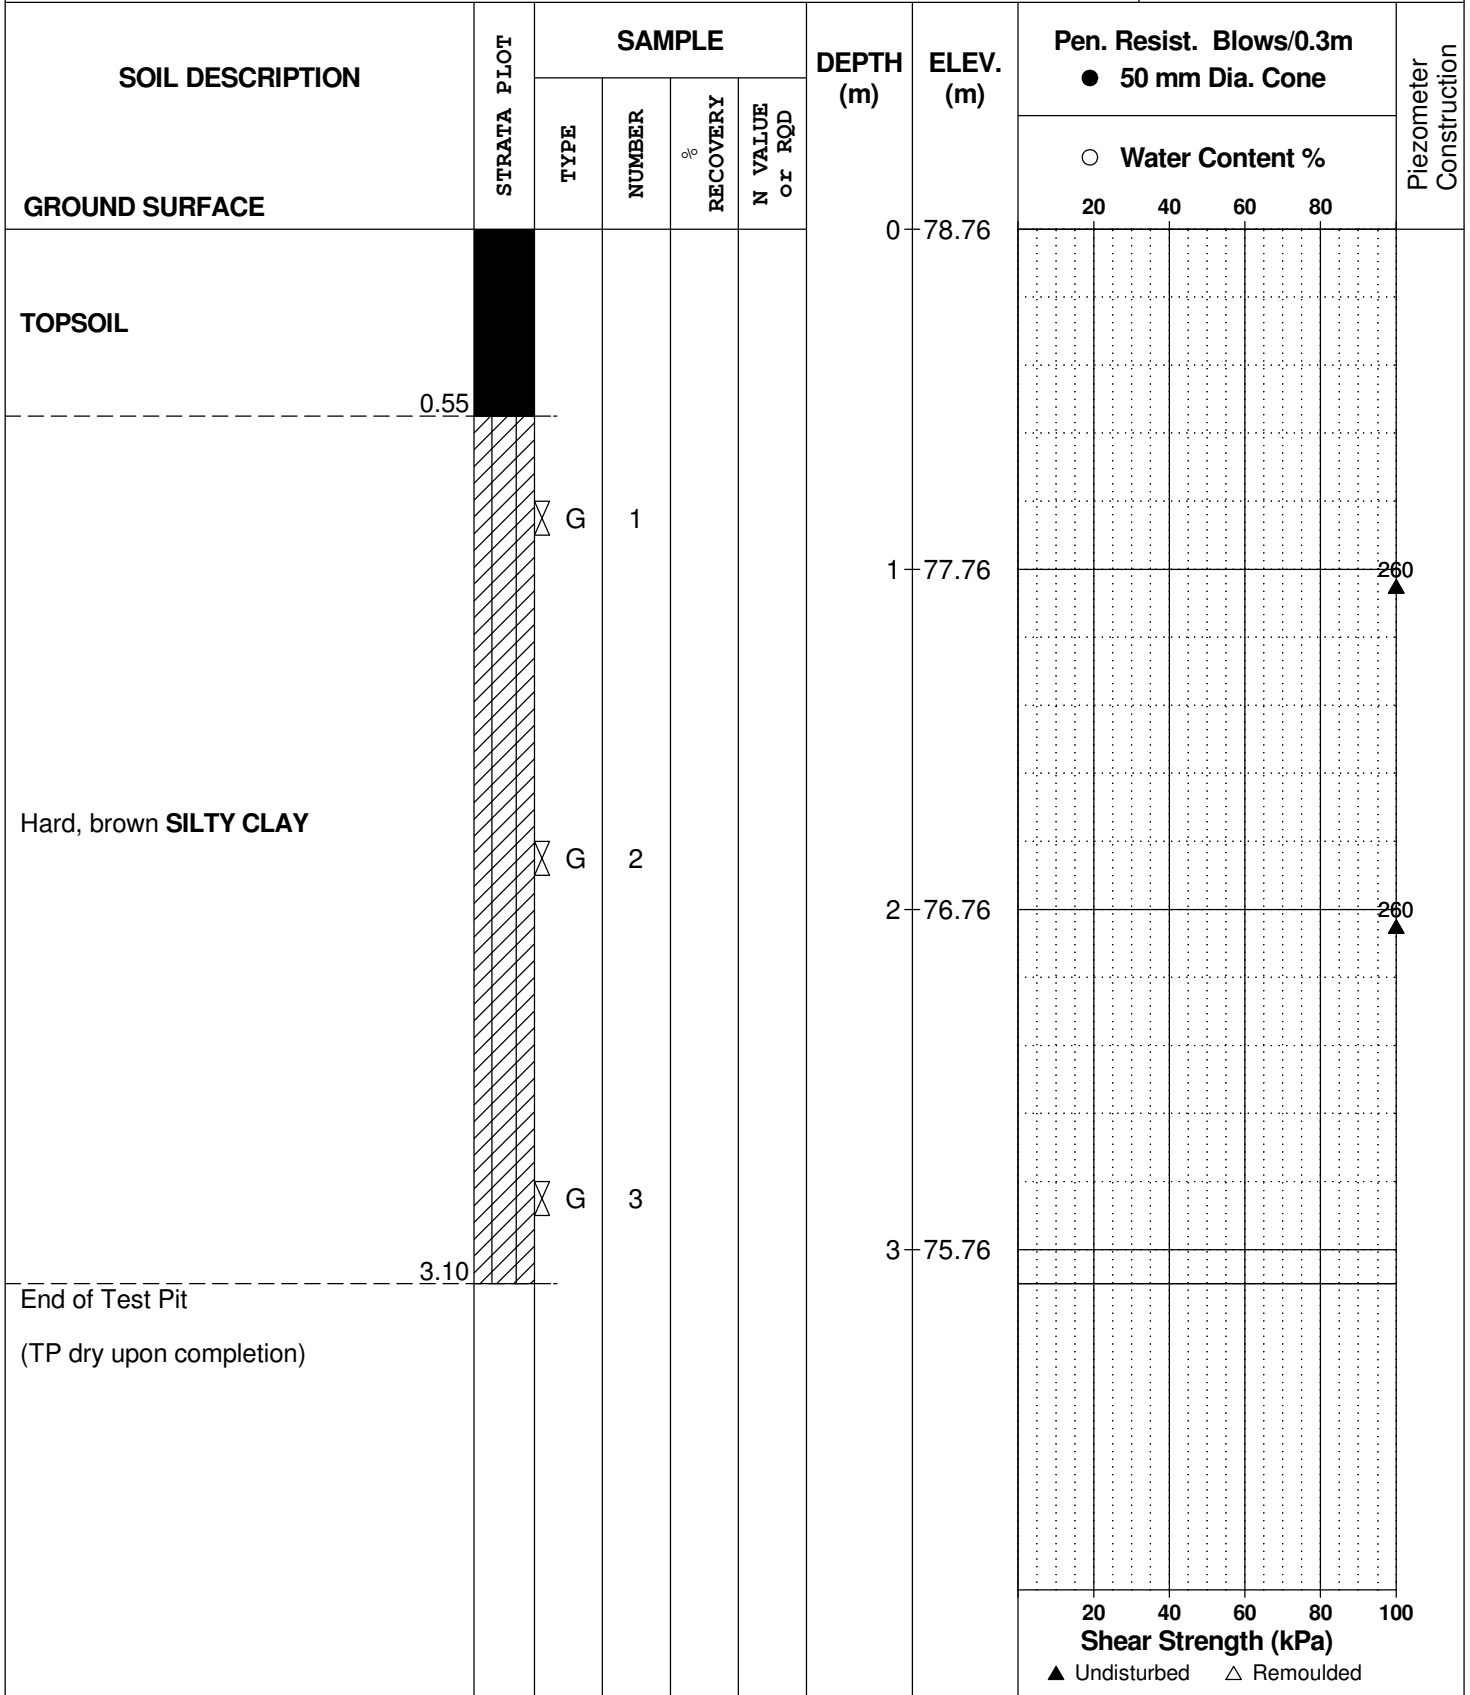 SOIL DESCRIPTION
GROUND SURFACE
STRATA PLOT
SAMPLE
TYPE
NUMBER
%
RECOVERY
N VALUE
or RQD
DEPTH
(m)
ELEV.
(m)
Pen. Resist. Blows/0.3m
● 50 mm Dia. Cone
○ Water Content %
20 40 60 80
Piezometer
Construction
0 78.76
TOPSOIL
0.55
G 1
1 77.76
260
Hard, brown SILTY CLAY
G 2
2 76.76
260
G 3
3 75.76
3.10
End of Test Pit
(TP dry upon completion)
20 40 60 80 100
Shear Strength (kPa)
▲ Undisturbed △ Remoulded